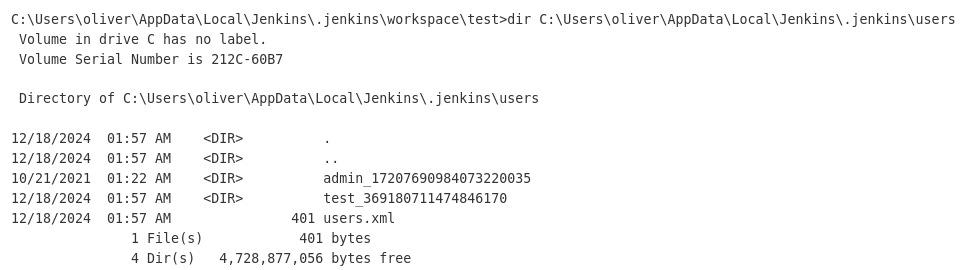 C:\Users\oliver\AppData\Local\Jenkins\.jenkins\workspace\test>dir C:\Users\oliver\AppData\Local\Jenkins\.jenkins\users
 Volume in drive C has no label.
 Volume Serial Number is 212C-60B7

 Directory of C:\Users\oliver\AppData\Local\Jenkins\.jenkins\users

12/18/2024  01:57 AM    <DIR>          .
12/18/2024  01:57 AM    <DIR>          ..
10/21/2021  01:22 AM    <DIR>          admin_17207690984073220035
12/18/2024  01:57 AM    <DIR>          test_369180711474846170
12/18/2024  01:57 AM               401 users.xml
               1 File(s)            401 bytes
               4 Dir(s)   4,728,877,056 bytes free